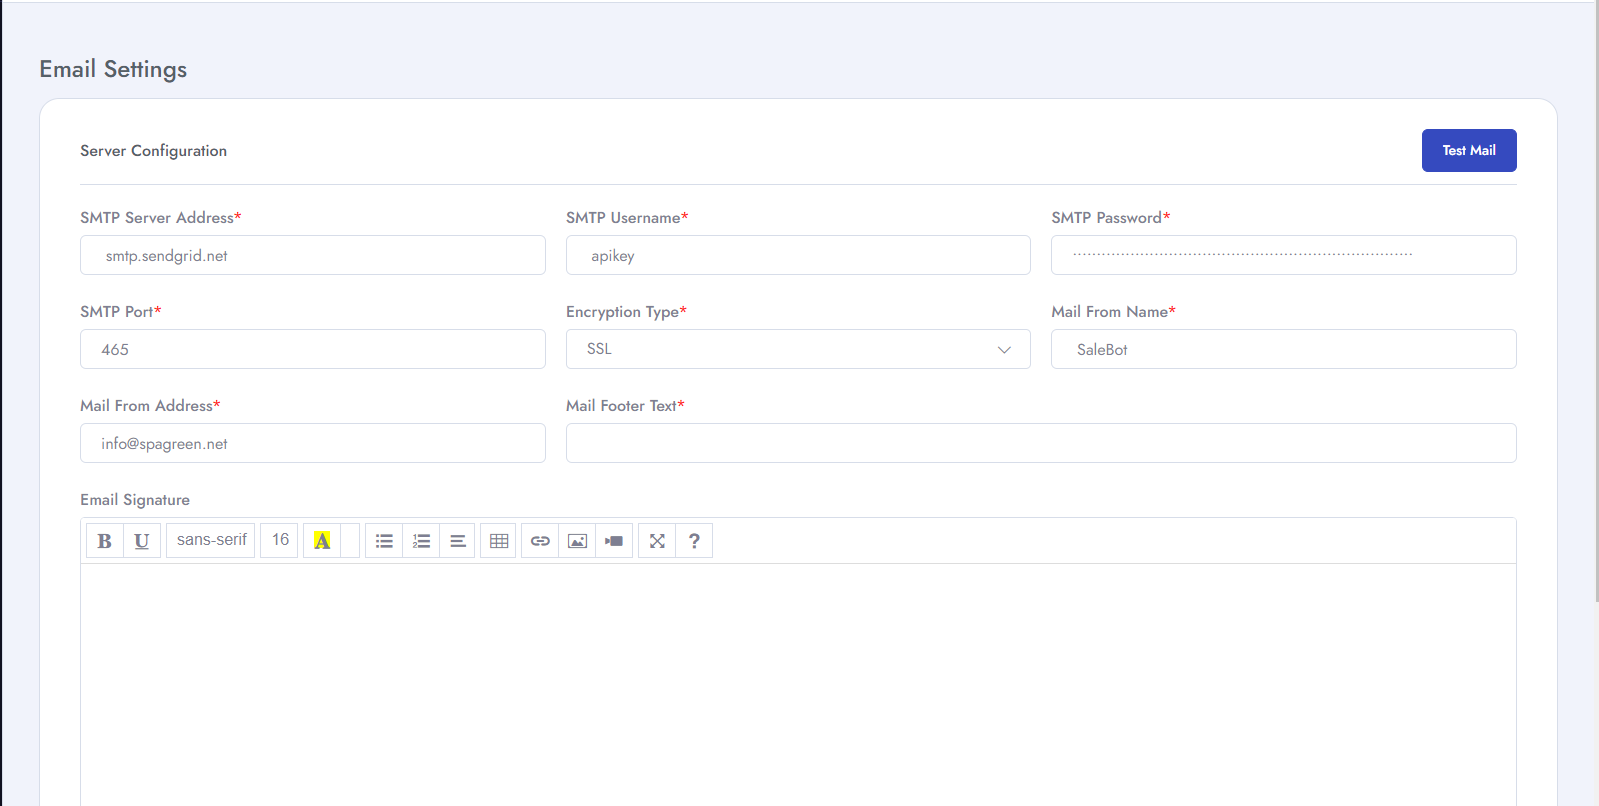 Email Settings
Server Configuration
Test Mail
SMTP Server Address*
SMTP Username*
SMTP Password*
smtp.sendgrid.net
apikey
SMTP Port*
Encryption Type*
Mail From Name*
465
SSL
SaleBot
Mail From Address*
Mail Footer Text*
info@spagreen.net
Email Signature
B U sans-serif 16 A ?